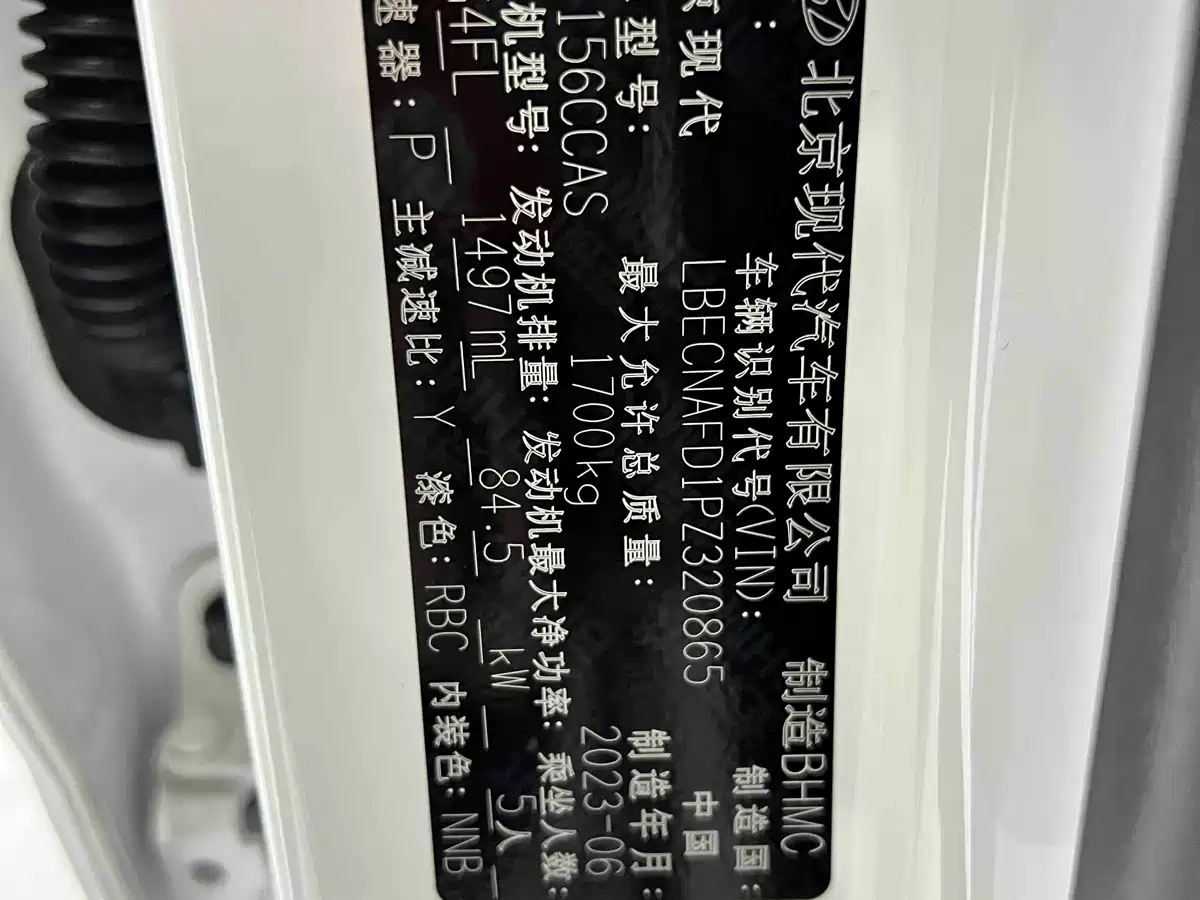 北京现代汽车有限公司 制造BHMC
: 车辆识别代号(VIN): 制造国:
现代 LBECNAFD1PZ320865 中国
型号: 最大允许总质量: 制造年月:
156CCAS 1700kg 2023-06
机型号: 发动机排量: 发动机最大净功率: 乘坐人数:
4FL 1497mL 84.5 kW 5人
速器: P 主减速比: Y 漆色: RBC 内装色: NNB